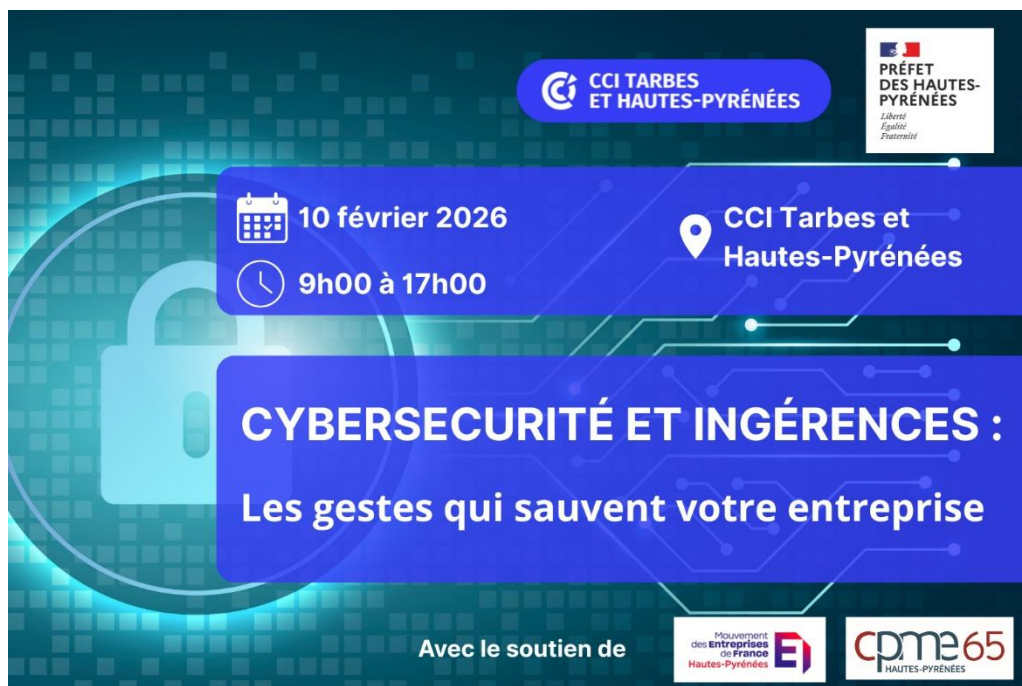 CCI TARBES
ET HAUTES-PYRÉNÉES
PRÉFET
DES HAUTES-
PYRÉNÉES
Liberté
Égalité
Fraternité
10 février 2026
9h00 à 17h00
CCI Tarbes et
Hautes-Pyrénées
CYBERSECURITÉ ET INGÉRENCES :
Les gestes qui sauvent votre entreprise
Avec le soutien de
Mouvement
des Entreprises
de France
Hautes-Pyrénées
cpme65
HAUTES-PYRÉNÉES